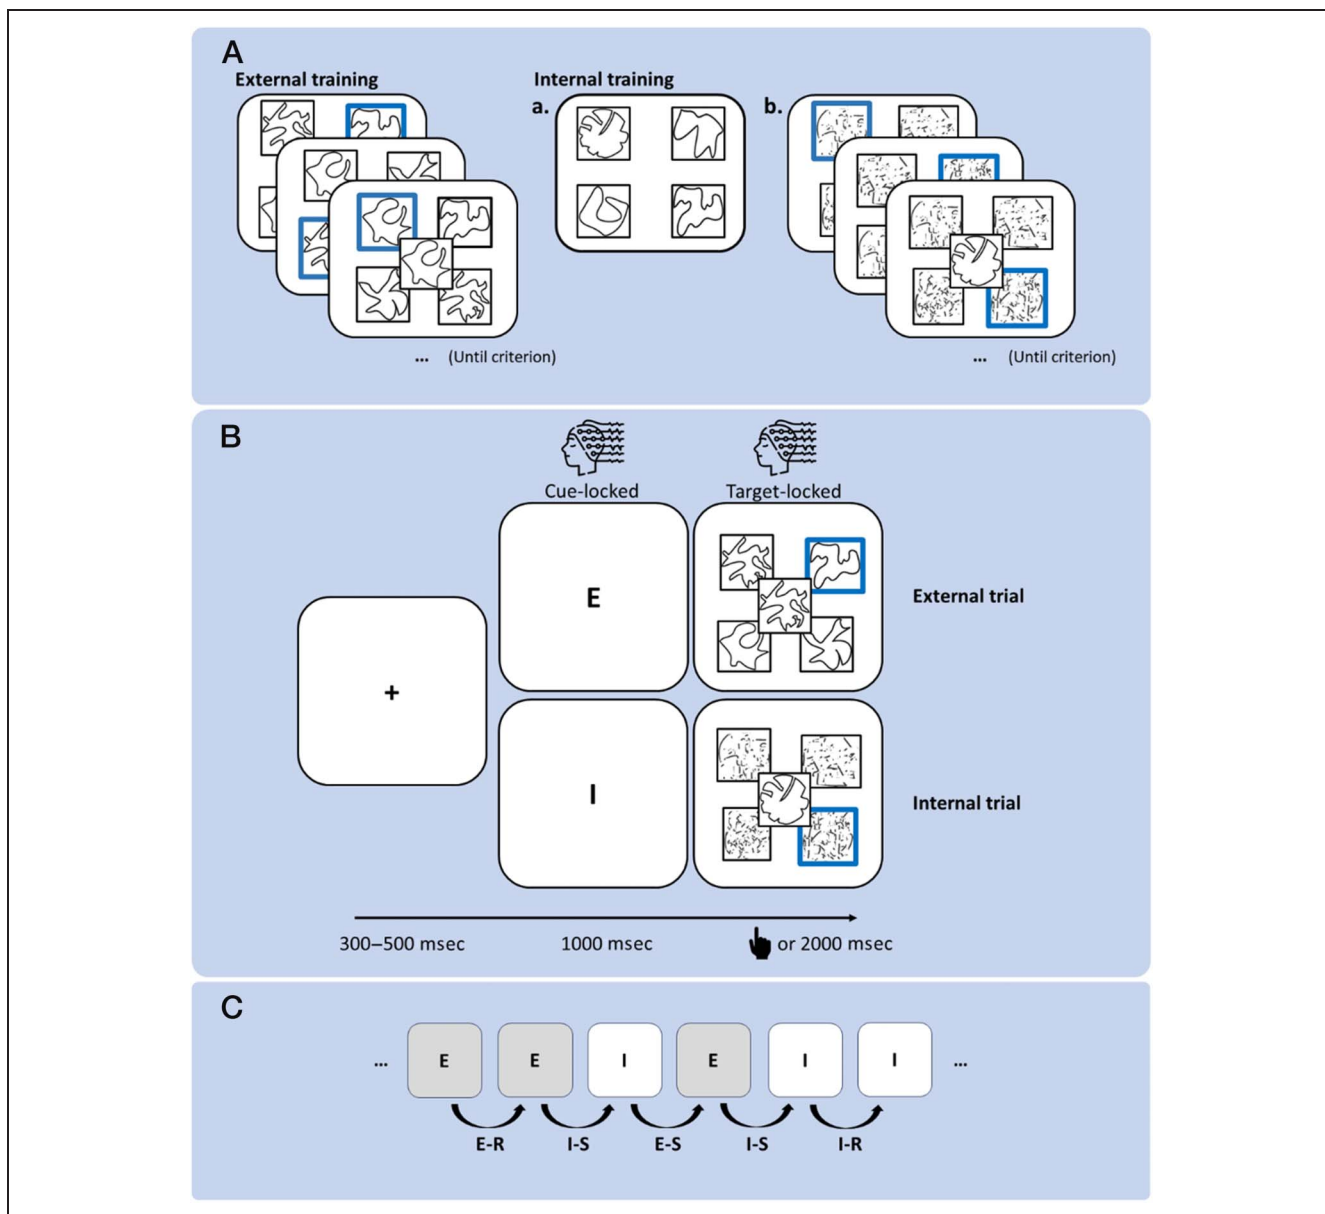 A
External training
Internal training
a.
b.
... (Until criterion)
... (Until criterion)
B
Cue-locked
Target-locked
E
External trial
+
I
Internal trial
300–500 msec
1000 msec
or 2000 msec
C
... E E I E I I ...
E-R I-S E-S I-S I-R